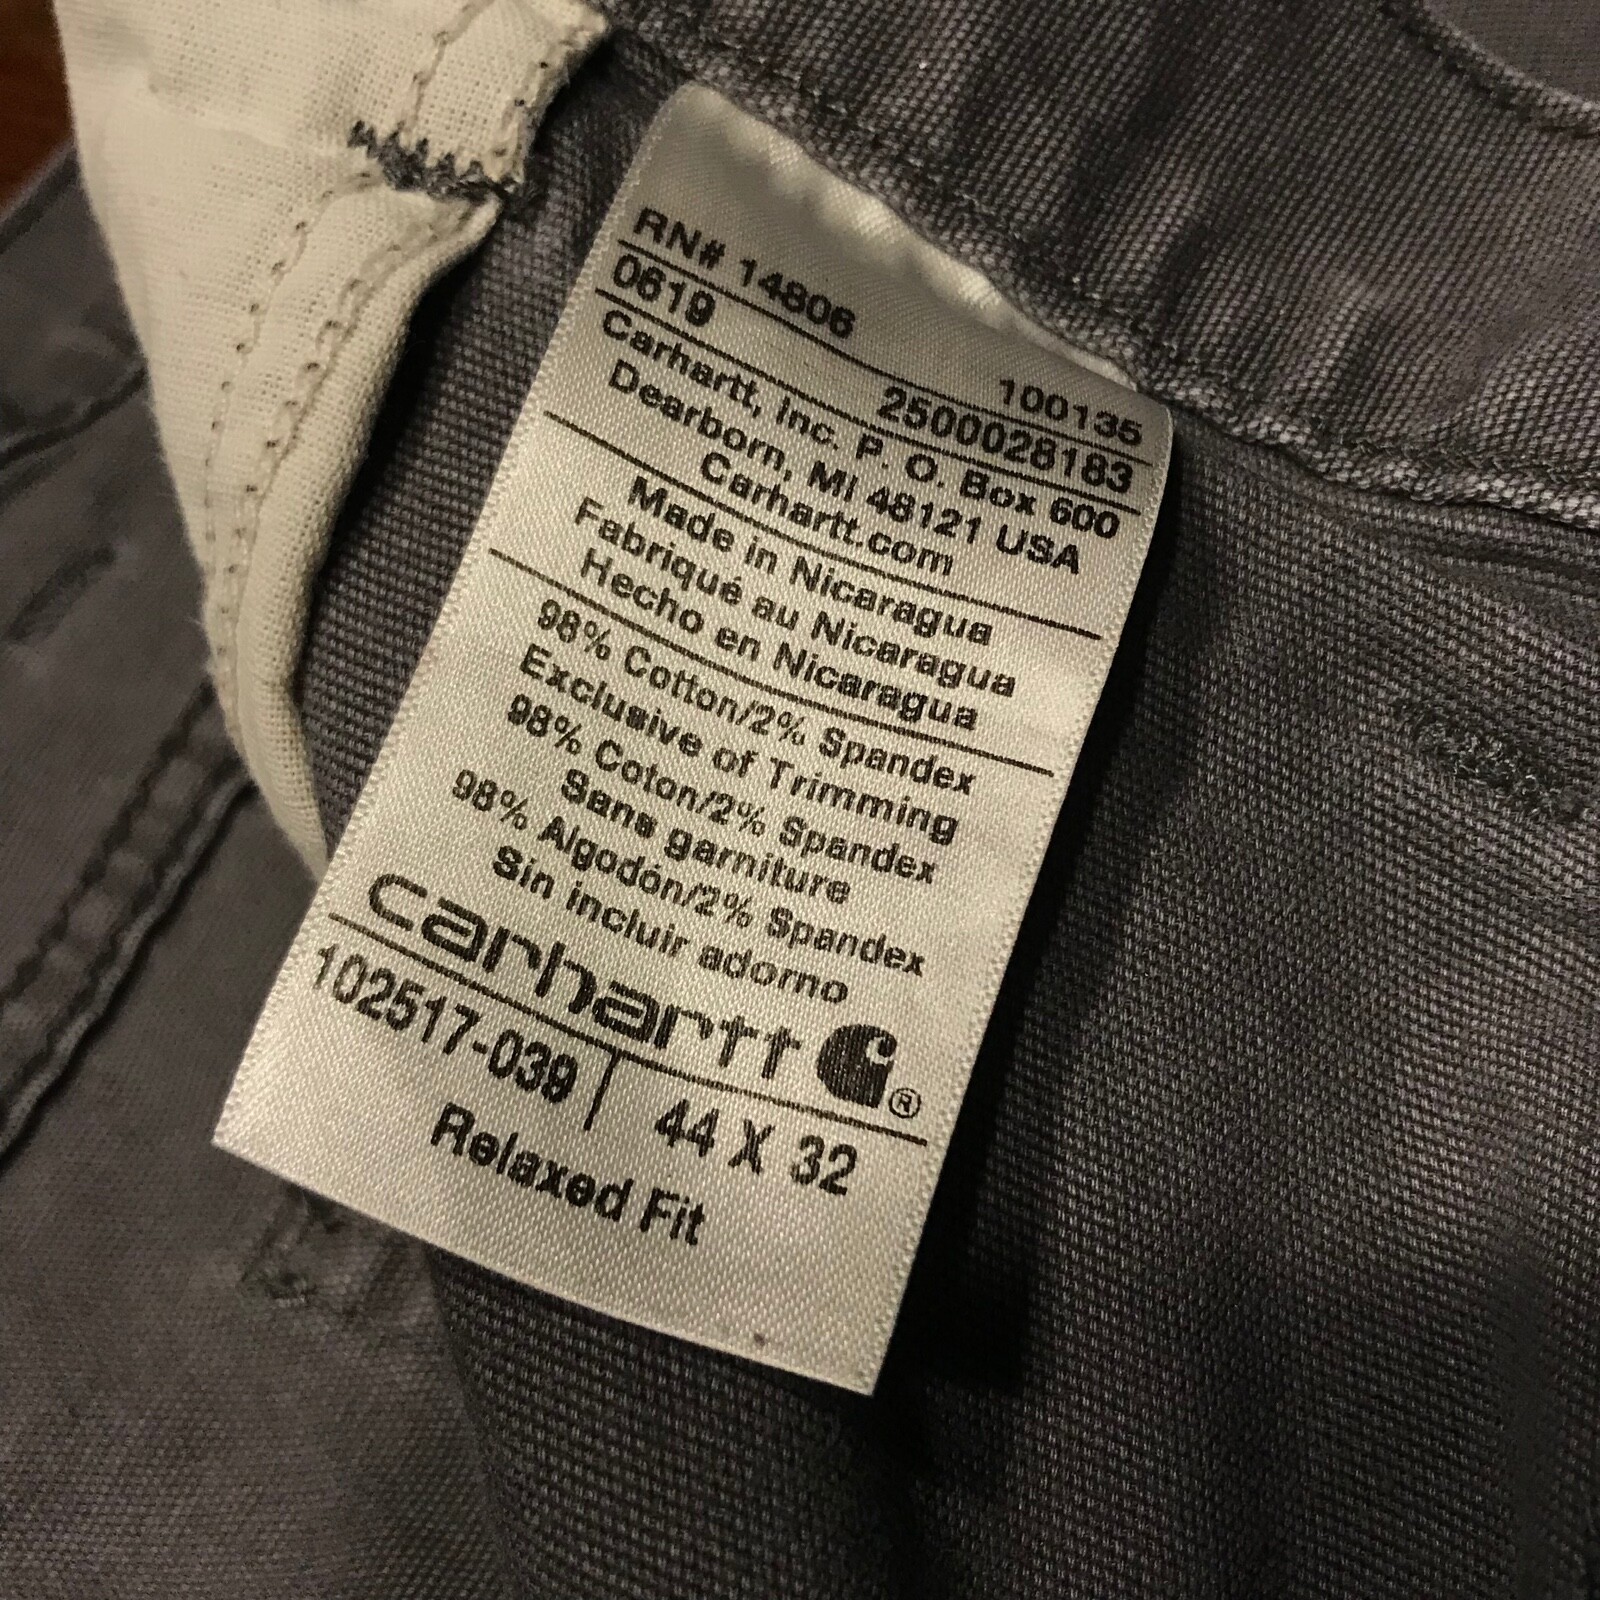 RN# 14806 100135
0619 2500028183
Carhartt, Inc. P. O. Box 600
Dearborn, MI 48121 USA
Carhartt.com
Made in Nicaragua
Fabriqué au Nicaragua
Hecho en Nicaragua
98% Cotton/2% Spandex
Exclusive of Trimming
98% Coton/2% Spandex
Sans garniture
98% Algodón/2% Spandex
Sin incluir adorno
carhartt ®
102517-039 | 44 X 32
Relaxed Fit